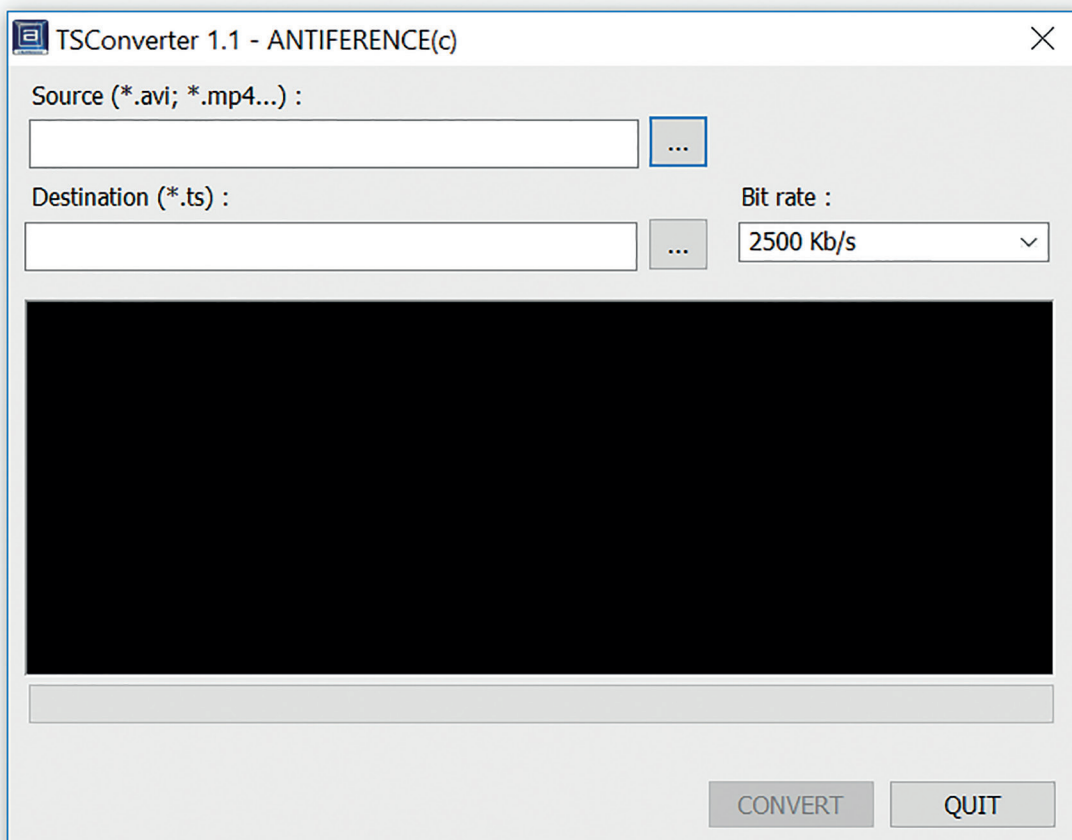 TSConverter 1.1 - ANTIFERENCE(c)
Source (*.avi; *.mp4...) :
...
Destination (*.ts) :
Bit rate :
...
2500 Kb/s
CONVERT
QUIT